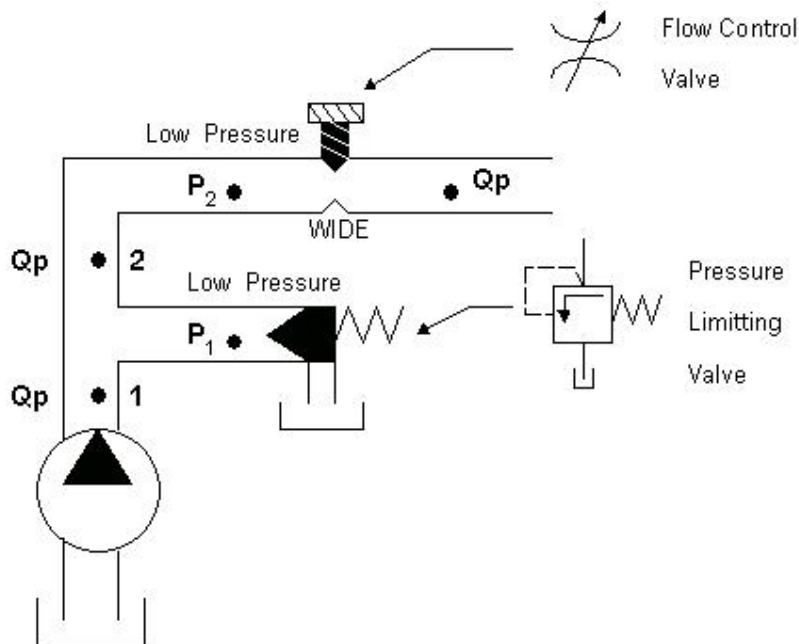 Flow Control
Valve
Low Pressure
P2
Qp
WIDE
Qp
2
Low Pressure
P1
Pressure
Limitting
Valve
Qp
1